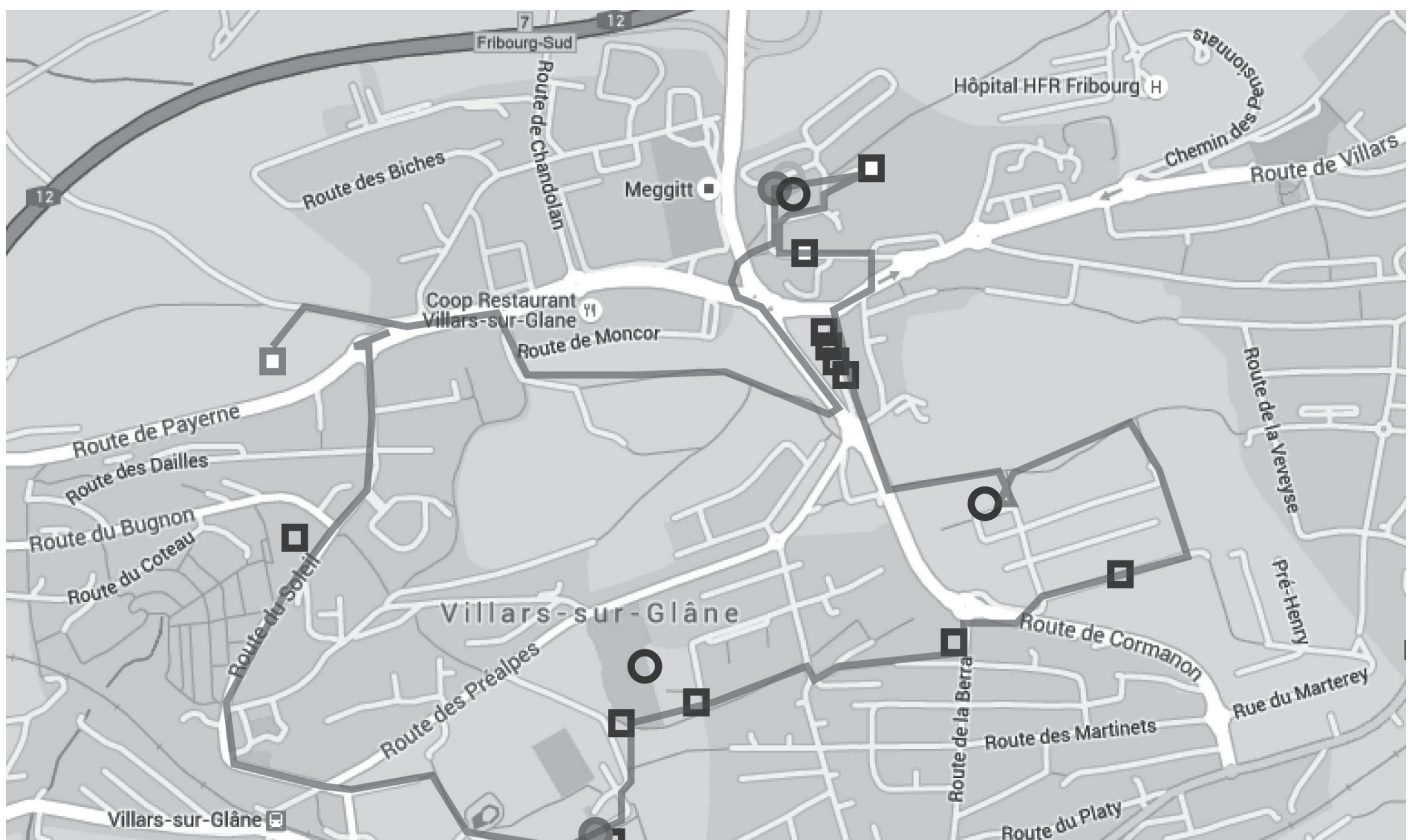 7
12
Fribourg-Sud
Route de Chandolan
Hôpital HFR Fribourg
H
Chemin des Pensionnats
Route de Villars
Route des Biches
Meggitt
12
Coop Restaurant
Villars-sur-Glane
Route de Moncor
Route de Payerne
Route des Dailles
Route de la Veveyse
Route du Bugnon
Route du Coteau
Route du Soleil
Villars-sur-Glâne
Pré-Henry
Route de Cormanon
Route des Préalpes
Route de la Berra
Rue du Marterey
Route des Martinets
Villars-sur-Glâne
Route du Platy